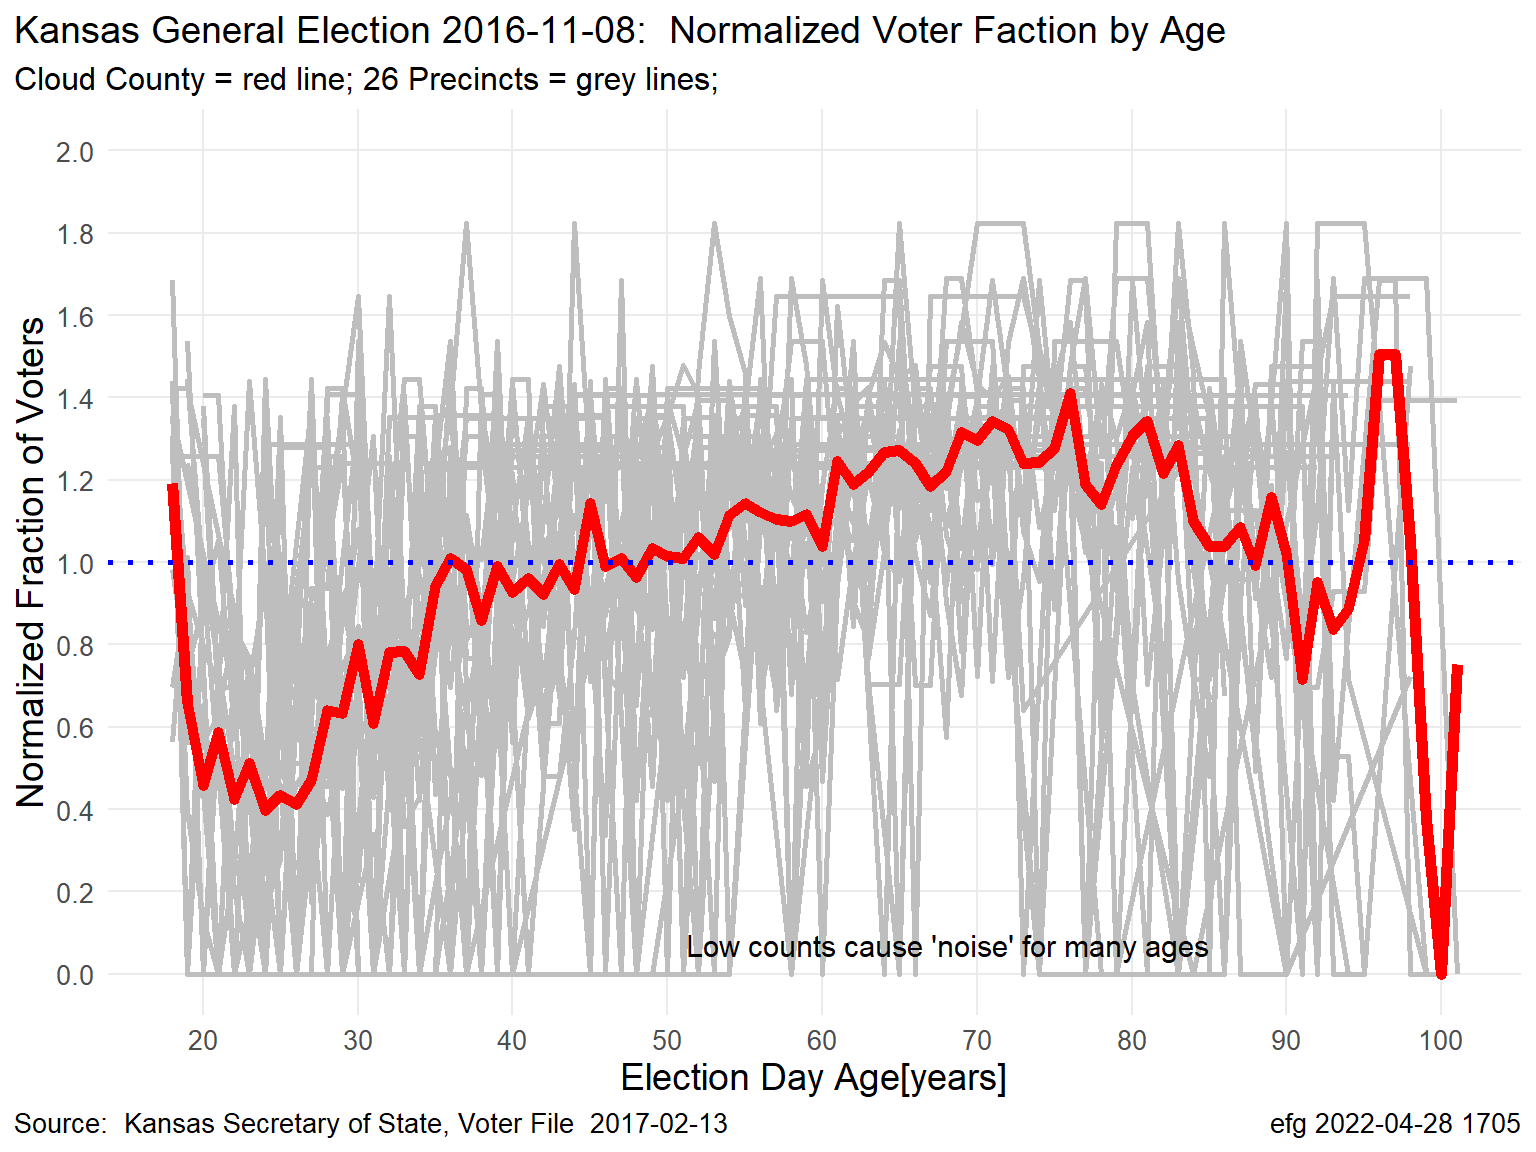 Kansas General Election 2016-11-08:  Normalized Voter Faction by Age
Cloud County = red line; 26 Precincts = grey lines;
Normalized Fraction of Voters
2.0
1.8
1.6
1.4
1.2
1.0
0.8
0.6
0.4
0.2
0.0
Low counts cause 'noise' for many ages
20 30 40 50 60 70 80 90 100
Election Day Age[years]
Source:  Kansas Secretary of State, Voter File  2017-02-13
efg 2022-04-28 1705